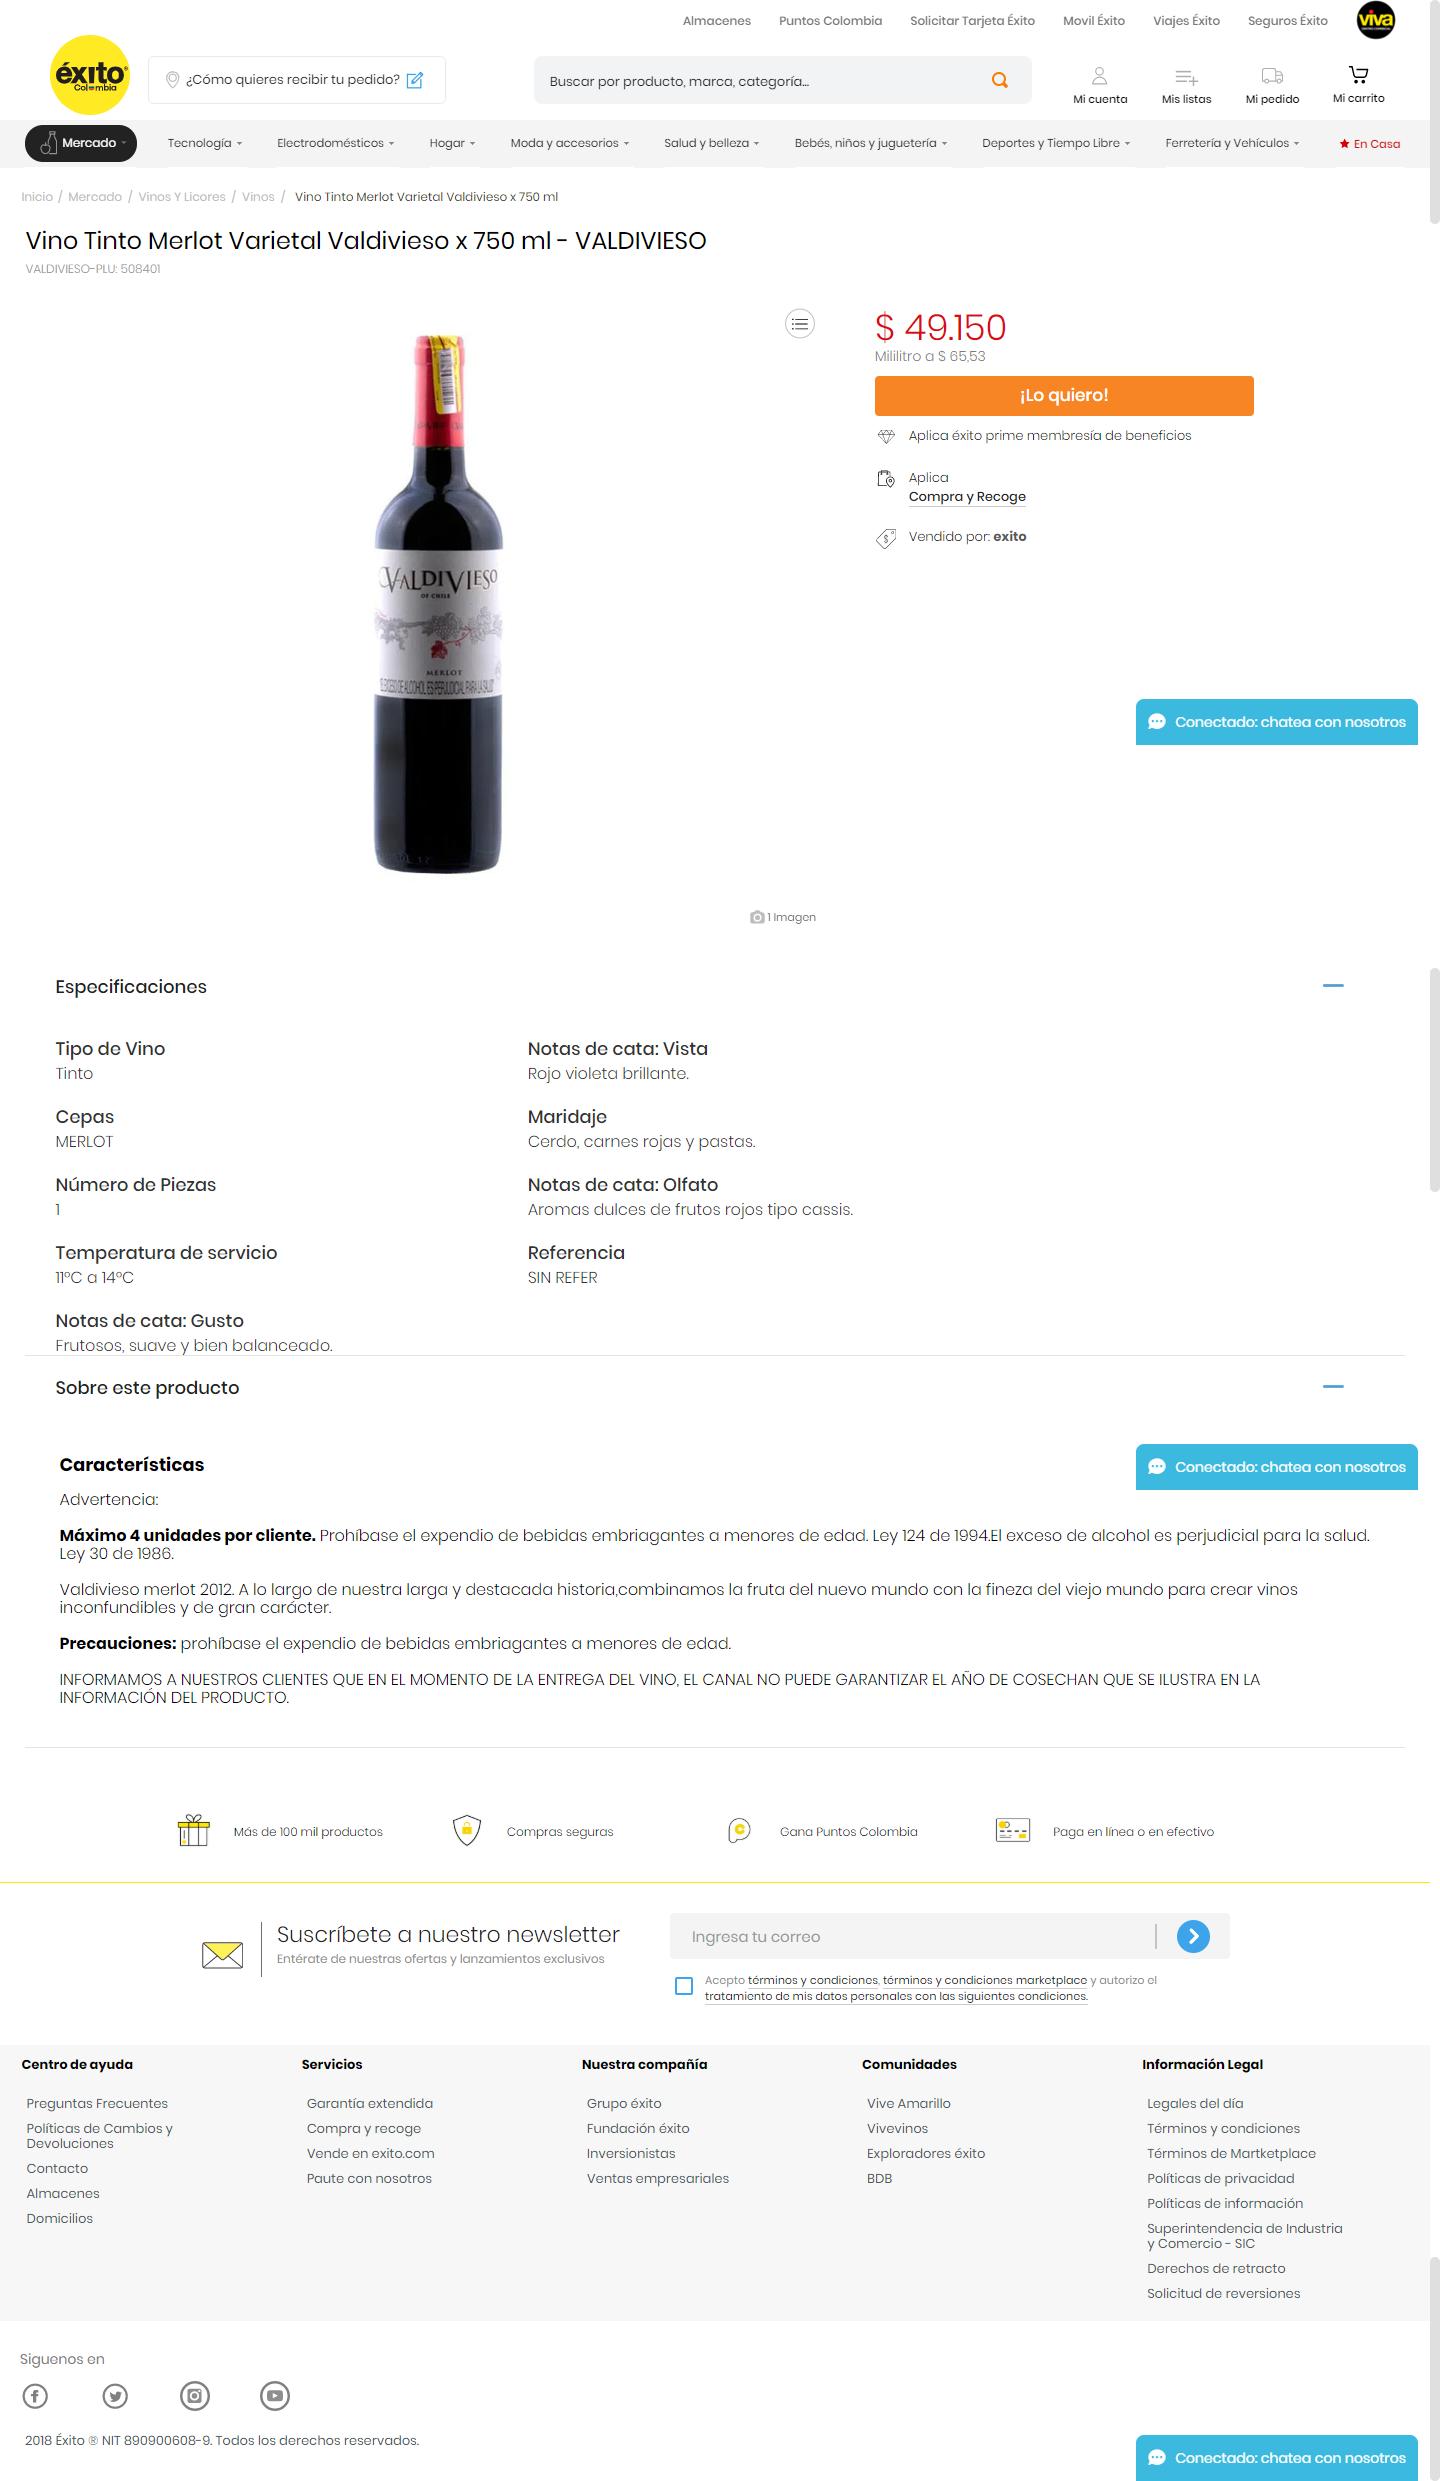 Almacenes Puntos Colombia Solicitar Tarjeta Éxito Movil Éxito Viajes Éxito Seguros Éxito viva
éxito
Colombia
¿Cómo quieres recibir tu pedido?
Buscar por producto, marca, categoría...
Mi cuenta Mis listas Mi pedido Mi carrito
Mercado Tecnología Electrodomésticos Hogar Moda y accesorios Salud y belleza Bebés, niños y juguetería Deportes y Tiempo Libre Ferretería y Vehículos En Casa
Inicio / Mercado / Vinos Y Licores / Vinos / Vino Tinto Merlot Varietal Valdivieso x 750 ml
Vino Tinto Merlot Varietal Valdivieso x 750 ml - VALDIVIESO
VALDIVIESO-PLU: 508401
$ 49.150
Mililitro a $ 65,53
¡Lo quiero!
Aplica éxito prime membresía de beneficios
Aplica
Compra y Recoge
Vendido por: exito
VALDIVIESO
OF CHILE
MERLOT
"EL EXCESO DE ALCOHOL ES PERJUDICIAL PARA LA SALUD"
Conectado: chatea con nosotros
1 Imagen
Especificaciones
Tipo de Vino
Tinto
Notas de cata: Vista
Rojo violeta brillante.
Cepas
MERLOT
Maridaje
Cerdo, carnes rojas y pastas.
Número de Piezas
1
Notas de cata: Olfato
Aromas dulces de frutos rojos tipo cassis.
Temperatura de servicio
11°C a 14°C
Referencia
SIN REFER
Notas de cata: Gusto
Frutosos, suave y bien balanceado.
Sobre este producto
Características
Conectado: chatea con nosotros
Advertencia:
Máximo 4 unidades por cliente. Prohíbase el expendio de bebidas embriagantes a menores de edad. Ley 124 de 1994.El exceso de alcohol es perjudicial para la salud.
Ley 30 de 1986.
Valdivieso merlot 2012. A lo largo de nuestra larga y destacada historia,combinamos la fruta del nuevo mundo con la fineza del viejo mundo para crear vinos
inconfundibles y de gran carácter.
Precauciones: prohíbase el expendio de bebidas embriagantes a menores de edad.
INFORMAMOS A NUESTROS CLIENTES QUE EN EL MOMENTO DE LA ENTREGA DEL VINO, EL CANAL NO PUEDE GARANTIZAR EL AÑO DE COSECHAN QUE SE ILUSTRA EN LA
INFORMACIÓN DEL PRODUCTO.
Más de 100 mil productos Compras seguras Gana Puntos Colombia Paga en línea o en efectivo
Suscríbete a nuestro newsletter
Entérate de nuestras ofertas y lanzamientos exclusivos
Ingresa tu correo
Acepto términos y condiciones, términos y condiciones marketplace y autorizo el
tratamiento de mis datos personales con las siguientes condiciones.
Centro de ayuda
Preguntas Frecuentes
Políticas de Cambios y
Devoluciones
Contacto
Almacenes
Domicilios
Servicios
Garantía extendida
Compra y recoge
Vende en exito.com
Paute con nosotros
Nuestra compañía
Grupo éxito
Fundación éxito
Inversionistas
Ventas empresariales
Comunidades
Vive Amarillo
Vivevinos
Exploradores éxito
BDB
Información Legal
Legales del día
Términos y condiciones
Términos de Martketplace
Políticas de privacidad
Políticas de información
Superintendencia de Industria
y Comercio - SIC
Derechos de retracto
Solicitud de reversiones
Siguenos en
2018 Éxito ® NIT 890900608-9. Todos los derechos reservados.
Conectado: chatea con nosotros